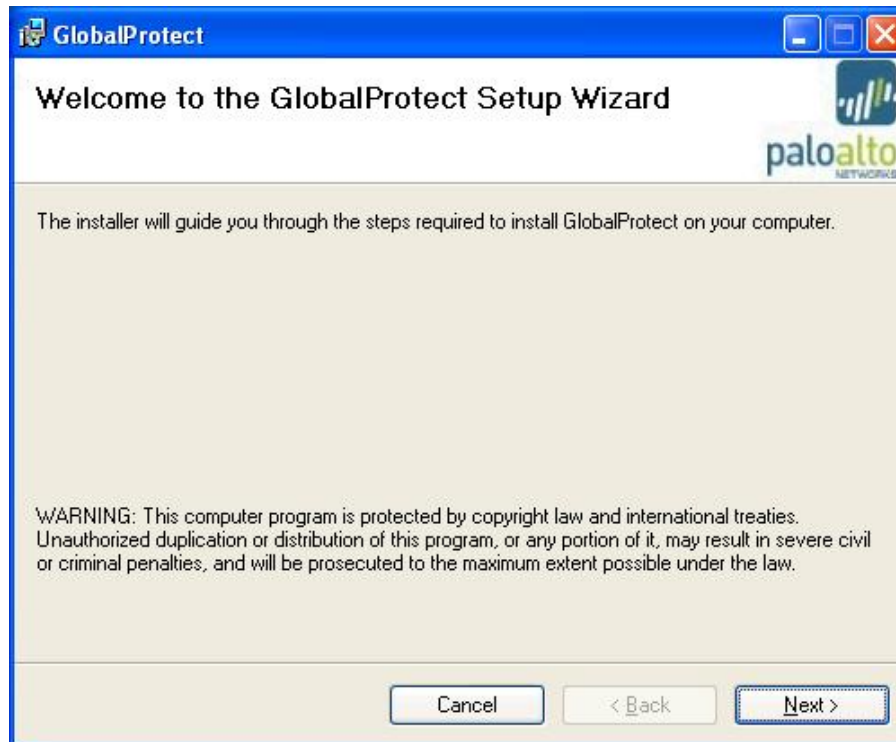 GlobalProtect
Welcome to the GlobalProtect Setup Wizard
paloalto
NETWORKS
The installer will guide you through the steps required to install GlobalProtect on your computer.
WARNING: This computer program is protected by copyright law and international treaties.
Unauthorized duplication or distribution of this program, or any portion of it, may result in severe civil
or criminal penalties, and will be prosecuted to the maximum extent possible under the law.
Cancel
< Back
Next >